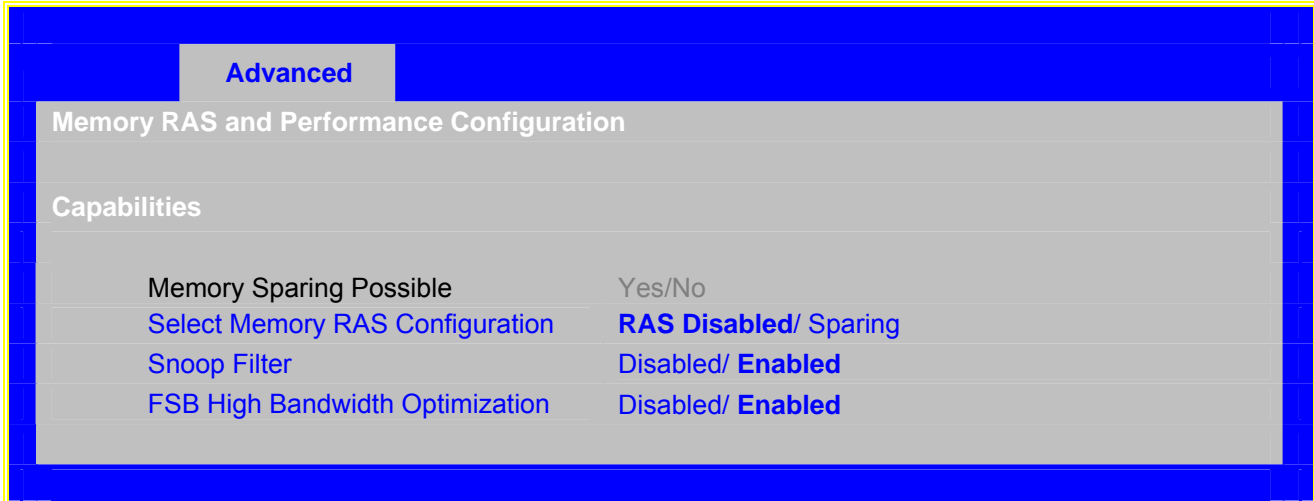 Advanced
Memory RAS and Performance Configuration
Capabilities
Memory Sparing Possible Yes/No
Select Memory RAS Configuration RAS Disabled/ Sparing
Snoop Filter Disabled/ Enabled
FSB High Bandwidth Optimization Disabled/ Enabled